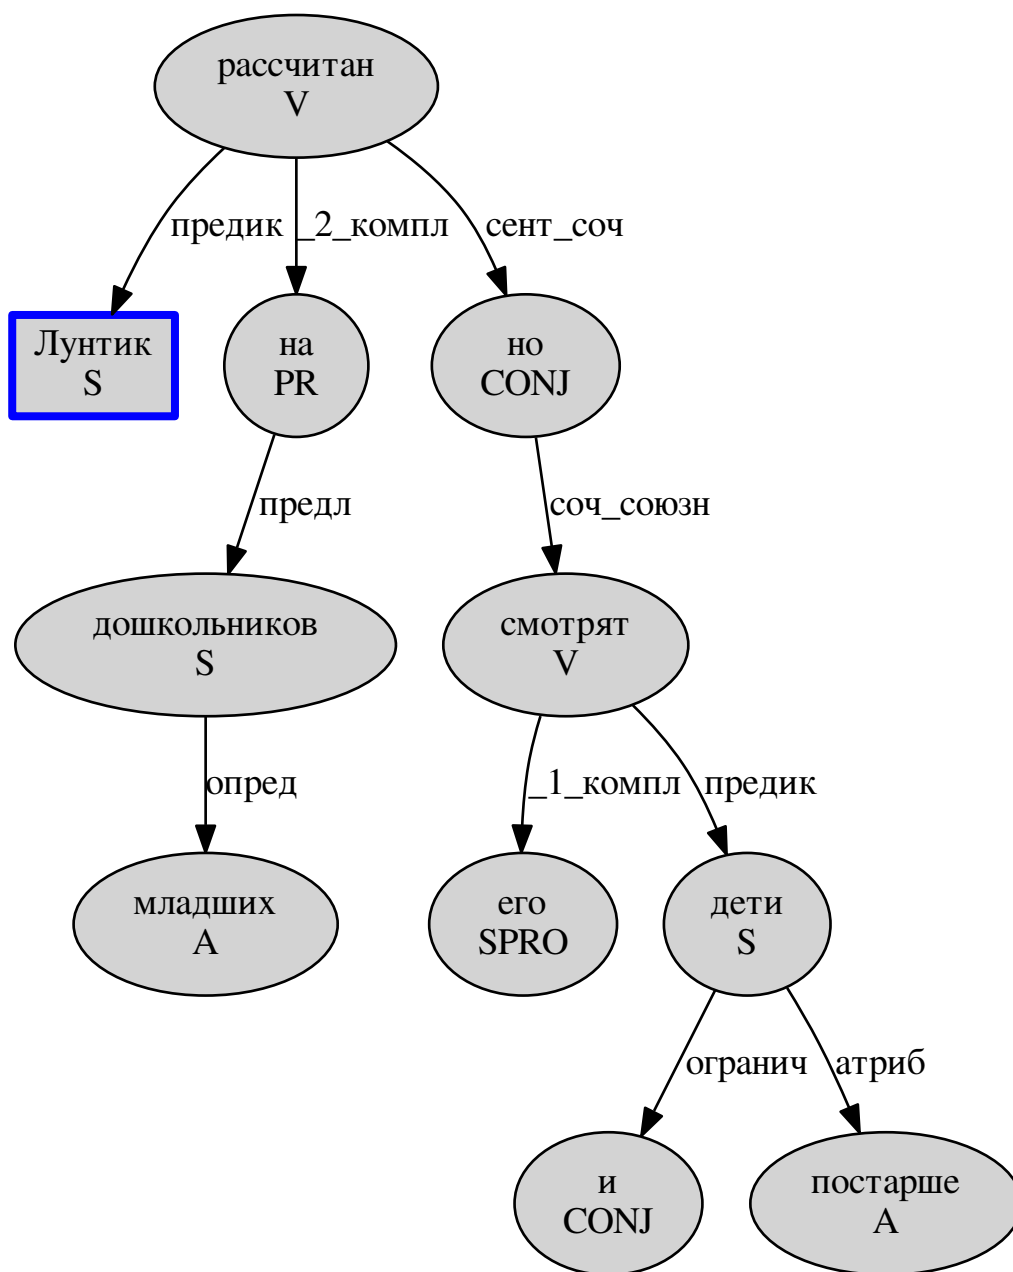 рассчитан
V
предик
_2_компл
сент_соч
Лунтик
S
на
PR
но
CONJ
предл
соч_союзн
дошкольников
S
смотрят
V
опред
_1_компл
предик
младших
A
его
SPRO
дети
S
огранич
атриб
и
CONJ
постарше
A